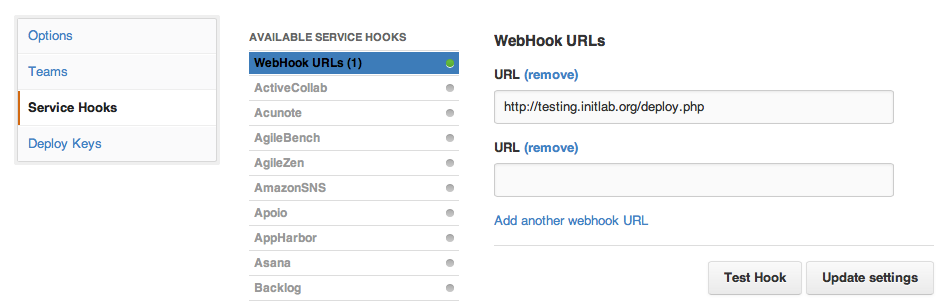 Options
Teams
Service Hooks
Deploy Keys
AVAILABLE SERVICE HOOKS
WebHook URLs (1)
ActiveCollab
Acunote
AgileBench
AgileZen
AmazonSNS
Apoio
AppHarbor
Asana
Backlog
WebHook URLs
URL (remove)
http://testing.initlab.org/deploy.php
URL (remove)
Add another webhook URL
Test Hook
Update settings